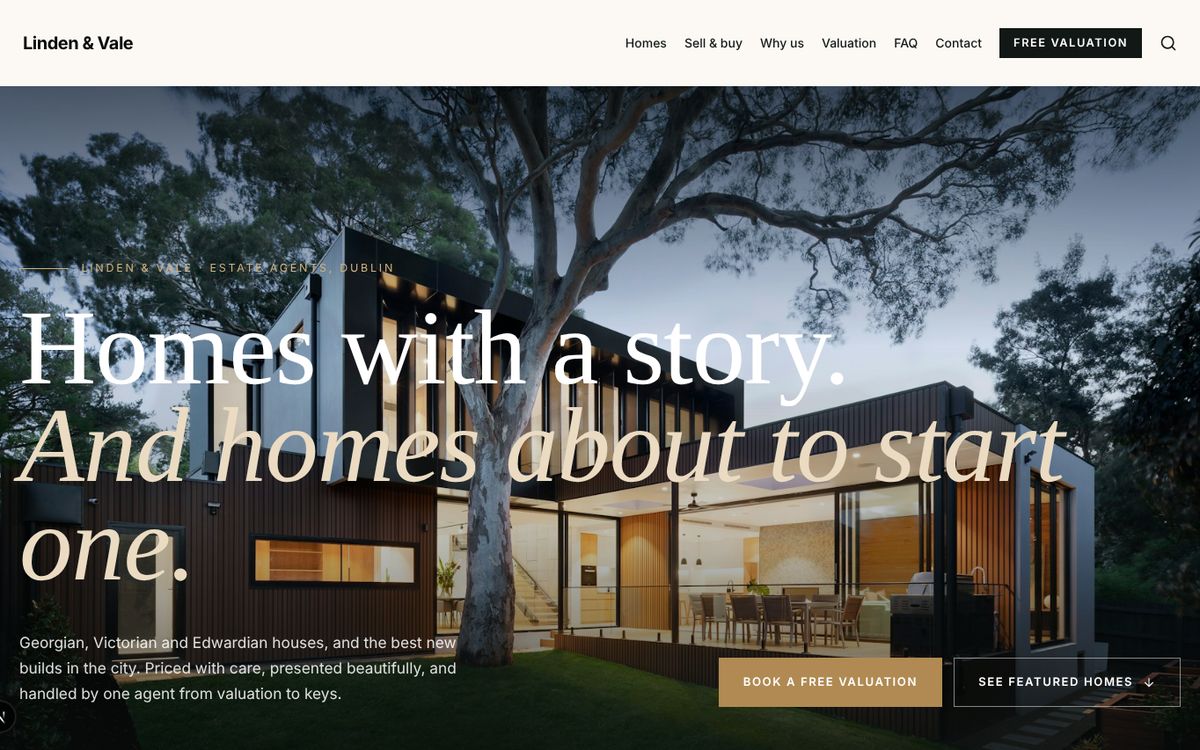 Linden & Vale
Homes Sell & buy Why us Valuation FAQ Contact FREE VALUATION
LINDEN & VALE · ESTATE AGENTS, DUBLIN
Homes with a story.
And homes about to start
one.
Georgian, Victorian and Edwardian houses, and the best new
builds in the city. Priced with care, presented beautifully, and
handled by one agent from valuation to keys.
BOOK A FREE VALUATION
SEE FEATURED HOMES ↓